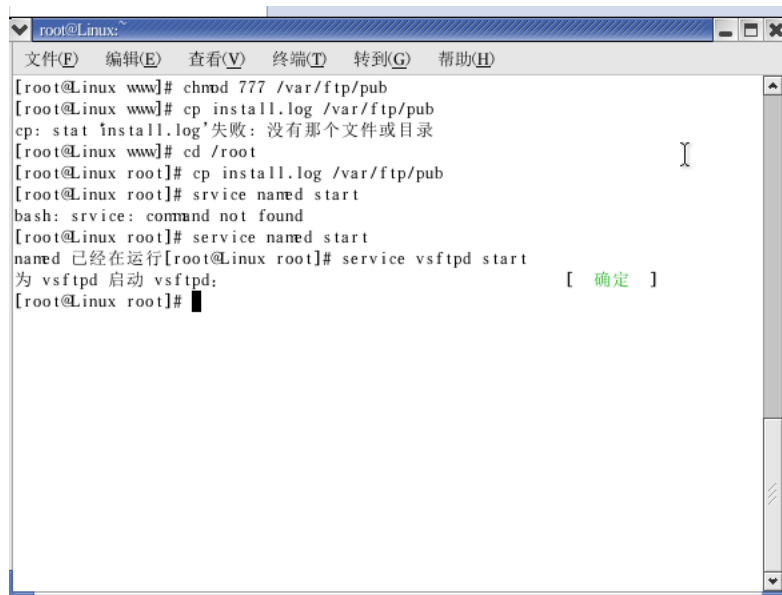 root@Linux:~
文件(F) 编辑(E) 查看(V) 终端(T) 转到(G) 帮助(H)
[root@Linux www]# chmod 777 /var/ftp/pub
[root@Linux www]# cp install.log /var/ftp/pub
cp: stat ‘install.log’失败: 没有那个文件或目录
[root@Linux www]# cd /root
[root@Linux root]# cp install.log /var/ftp/pub
[root@Linux root]# srvice named start
bash: srvice: command not found
[root@Linux root]# service named start
named 已经在运行[root@Linux root]# service vsftpd start
为 vsftpd 启动 vsftpd: [ 确定 ]
[root@Linux root]#